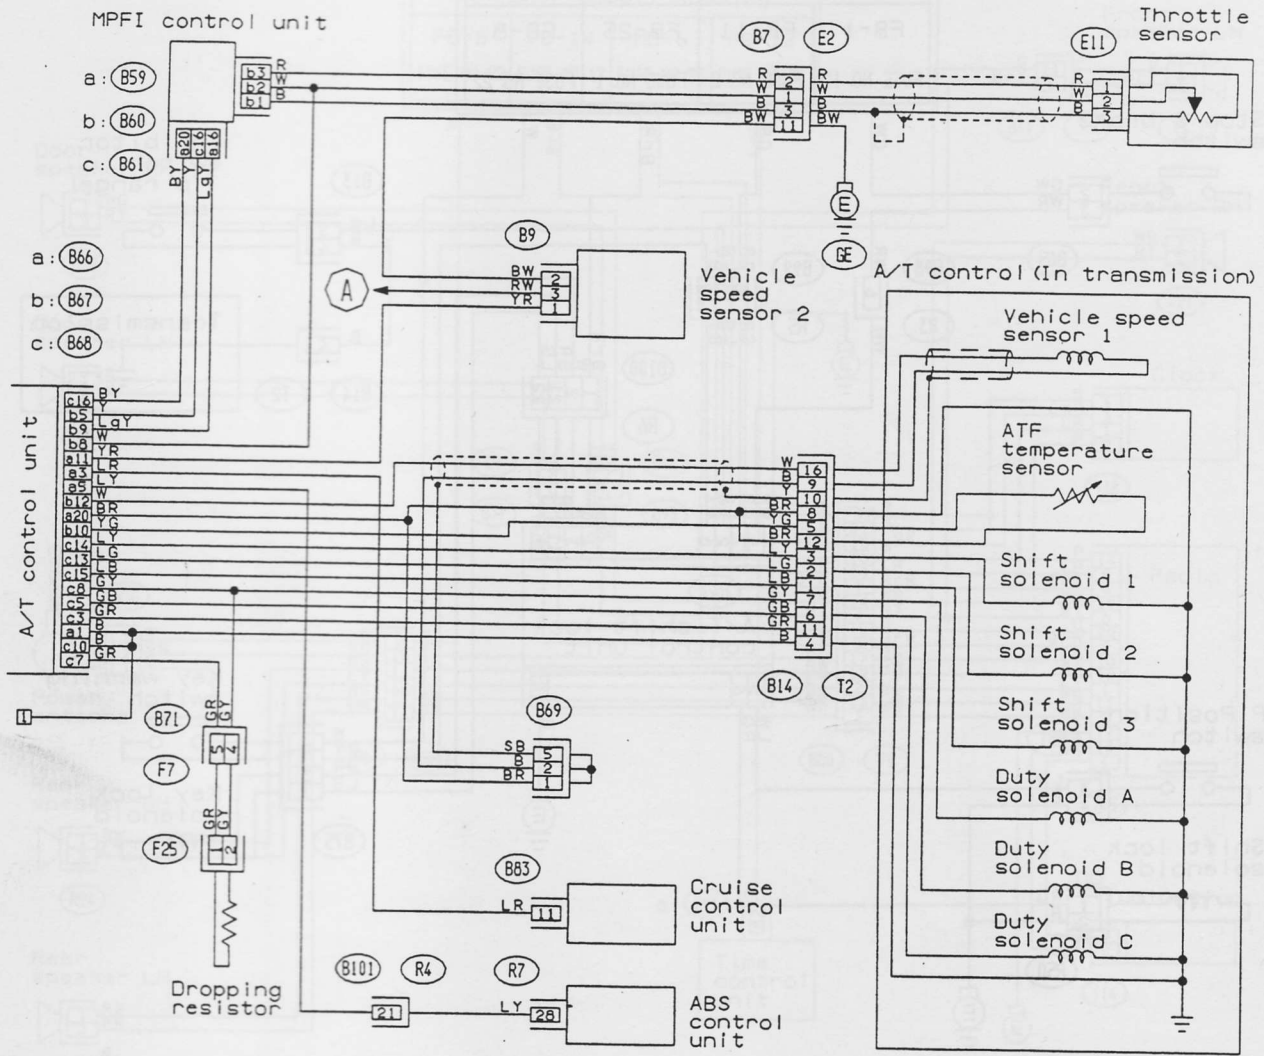 MPFI control unit
Throttle
sensor
B7
E2
E11
a: B59
b: B60
c: B61
b3 R
b2 W
b1 B
B20 c16 a16
BY Y LgY
R 2 R
W 1 W
B 3 B
BW 11 BW
R 1
W 2
B 3
E
GE
a: B66
b: B67
c: B68
A
B9
BW 2
RW 3
YR 1
Vehicle
speed
sensor 2
A/T control(In transmission)
Vehicle speed
sensor 1
ATF
temperature
sensor
Shift
solenoid 1
Shift
solenoid 2
Shift
solenoid 3
Duty
solenoid A
Duty
solenoid B
Duty
solenoid C
A/T control unit
c16 BY
b5 Y
b9 LgY
b8 W
a11 YR
a3 LR
a5 LY
b12 W
a20 BR
b10 YG
c14 LY
c13 LG
c15 LB
c8 GY
c5 GB
c3 GR
a1 B
c10 B
c7 GR
1
W 16
B 9
Y 10
BR 8
YG 5
BR 12
LY 3
LG 2
LB 1
GY 7
GB 6
GR 11
B 4
B14
T2
B71
GR GY
5 4
F7
GR GY
F25
1 2
Dropping
resistor
B69
SB 5
B 2
BR 1
B83
LR 11
Cruise
control
unit
B101
R4
R7
21
LY 28
ABS
control
unit